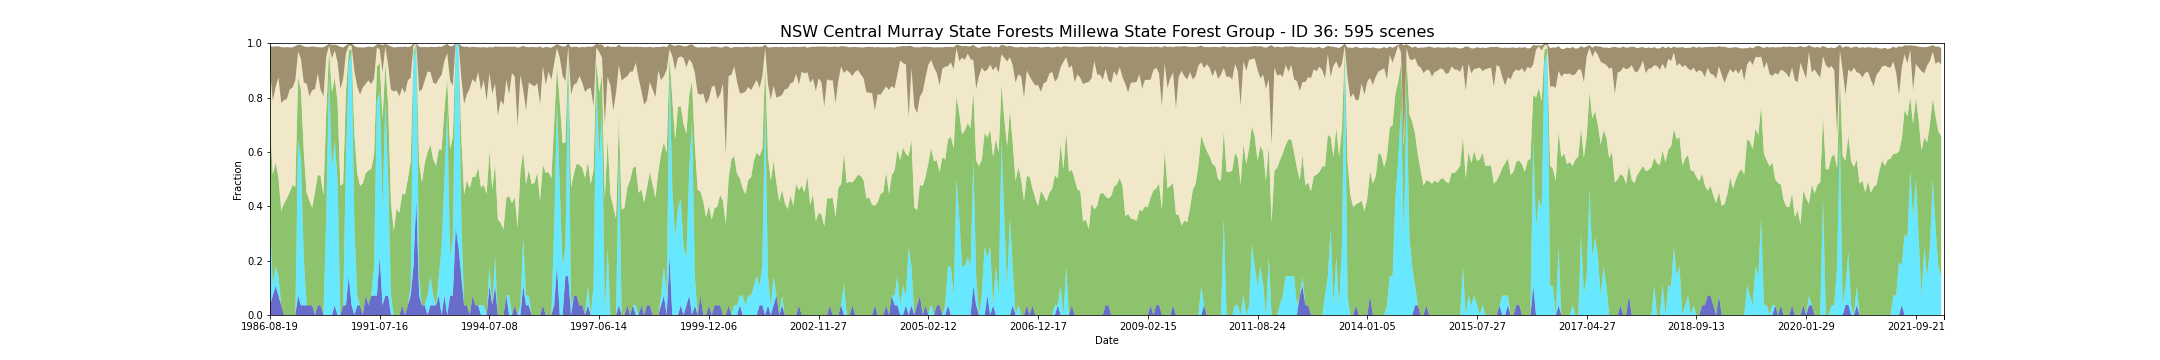 NSW Central Murray State Forests Millewa State Forest Group - ID 36: 595 scenes
1.0
0.8
0.6
0.4
0.2
0.0
Fraction
1986-08-19 1991-07-16 1994-07-08 1997-06-14 1999-12-06 2002-11-27 2005-02-12 2006-12-17 2009-02-15 2011-08-24 2014-01-05 2015-07-27 2017-04-27 2018-09-13 2020-01-29 2021-09-21
Date